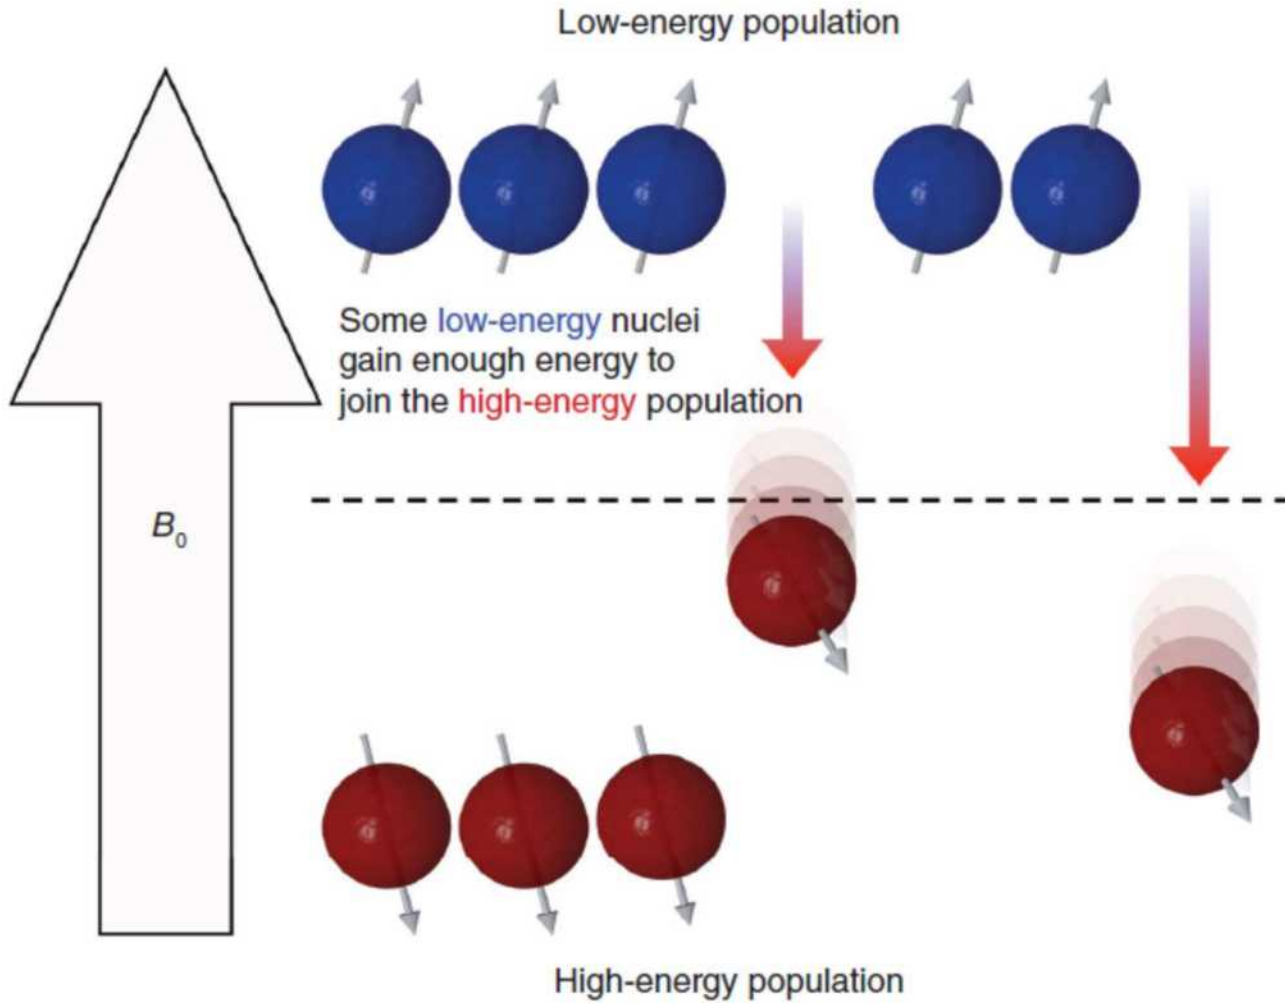 Low-energy population
Some low-energy nuclei
gain enough energy to
join the high-energy population
B₀
High-energy population